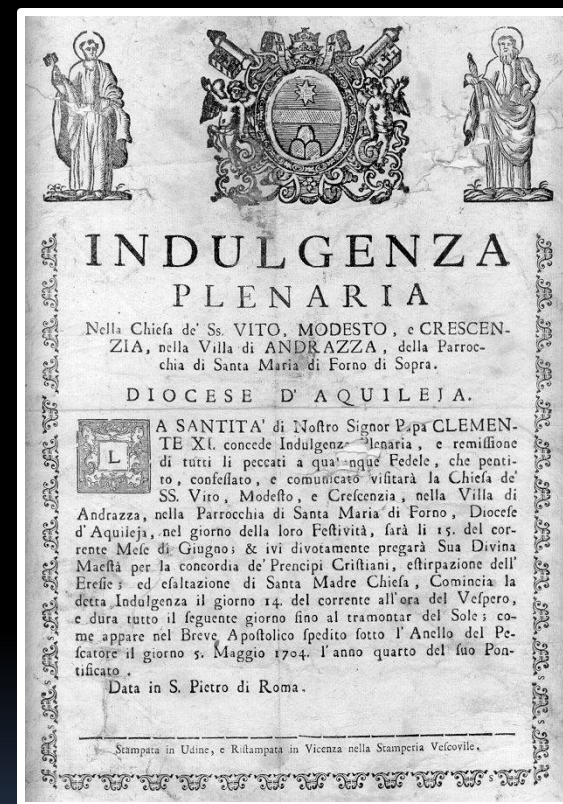 INDULGENZA
PLENARIA
Nella Chieſa de' Ss. VITO, MODESTO, e CRESCEN-
ZIA, nella Villa di ANDRAZZA, della Parroc-
chia di Santa Maria di Forno di Sopra.
DIOCESE D' AQUILEJA.
LA SANTITA' di Noſtro Signor Papa CLEMEN-
TE XI. concede Indulgenza Plenaria, e remiſſione
di tutti li peccati a qualunque Fedele, che penti-
to, confeſſato, e comunicato viſitarà la Chieſa de'
SS. Vito, Modeſto, e Creſcenzia, nella Villa di
Andrazza, nella Parrocchia di Santa Maria di Forno, Dioceſe
d'Aquileja, nel giorno della loro Feſtività, ſarà li 15. del cor-
rente Meſe di Giugno; & ivi divotamente pregarà Sua Divina
Maeſtà per la concordia de' Prencipi Criſtiani, eſtirpazione dell'
Ereſie; ed eſaltazione di Santa Madre Chieſa, Comincia la
detta Indulgenza il giorno 14. del corrente all'ora del Veſpero,
e dura tutto il ſeguente giorno fino al tramontar del Sole; co-
me appare nel Breve Apoſtolico ſpedito ſotto l'Anello del Pe-
ſcatore il giorno 5. Maggio 1704. l'anno quarto del ſuo Pon-
tificato.
Data in S. Pietro di Roma.
Stampata in Udine, e Riſtampata in Vicenza nella Stamperia Veſcovile.